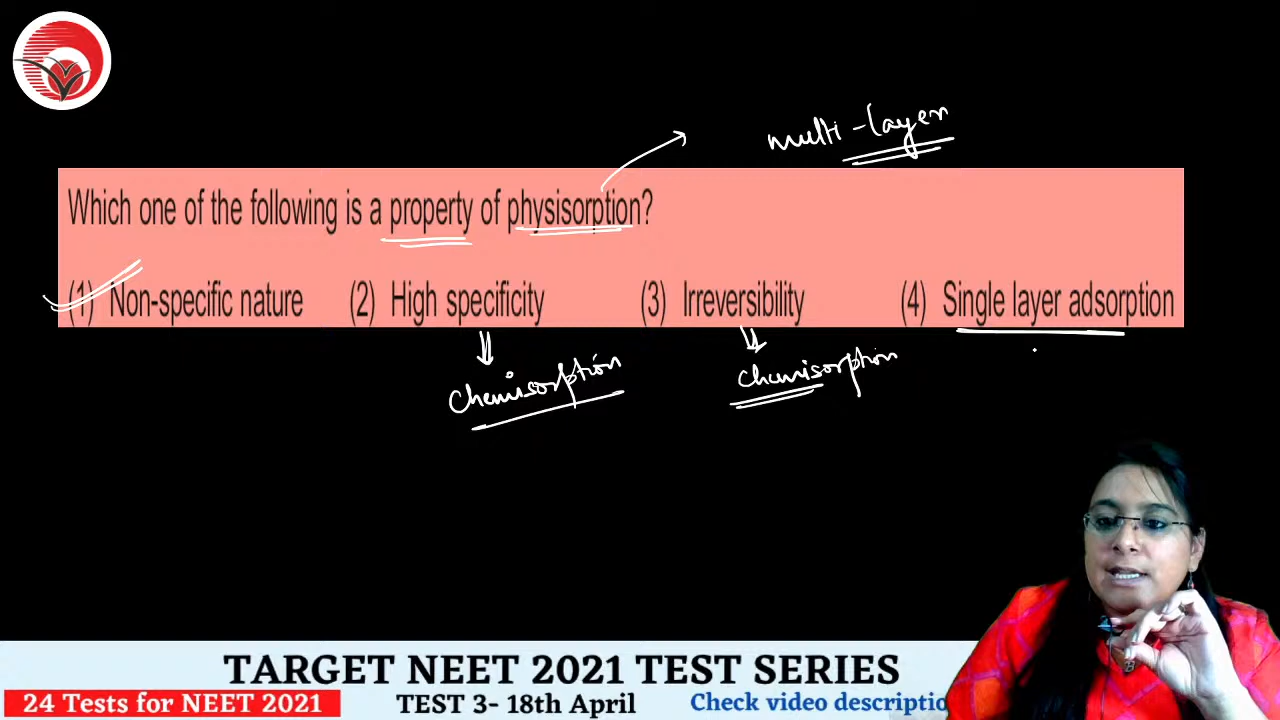 multi-layer
Which one of the following is a property of physisorption?
(1) Non-specific nature (2) High specificity (3) Irreversibility (4) Single layer adsorption
chemisorption chemisorption
TARGET NEET 2021 TEST SERIES
24 Tests for NEET 2021 TEST 3- 18th April Check video descriptio